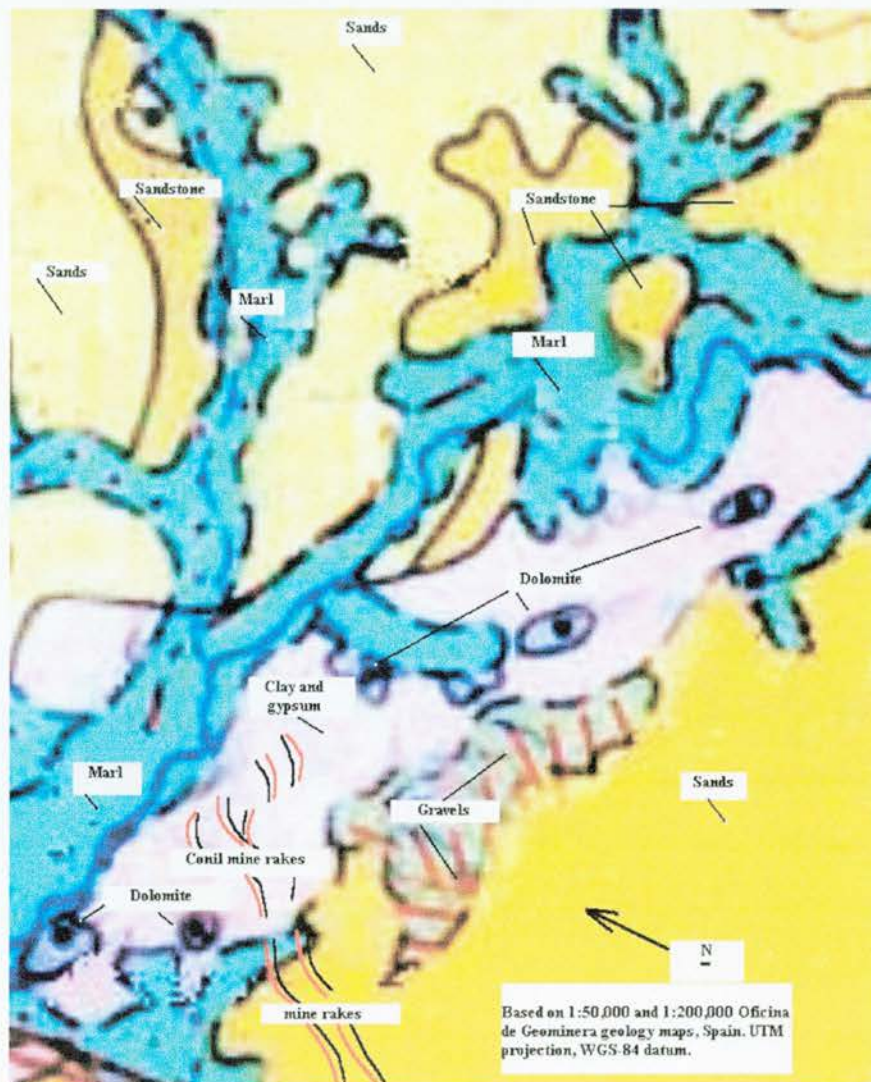 Sands
Sandstone
Sandstone
Sands
Marl
Marl
Dolomite
Clay and
gypsum
Marl
Sands
Gravels
Conil mine rakes
Dolomite
N
mine rakes
Based on 1:50,000 and 1:200,000 Oficina
de Geominera geology maps, Spain. UTM
projection, WGS-84 datum.